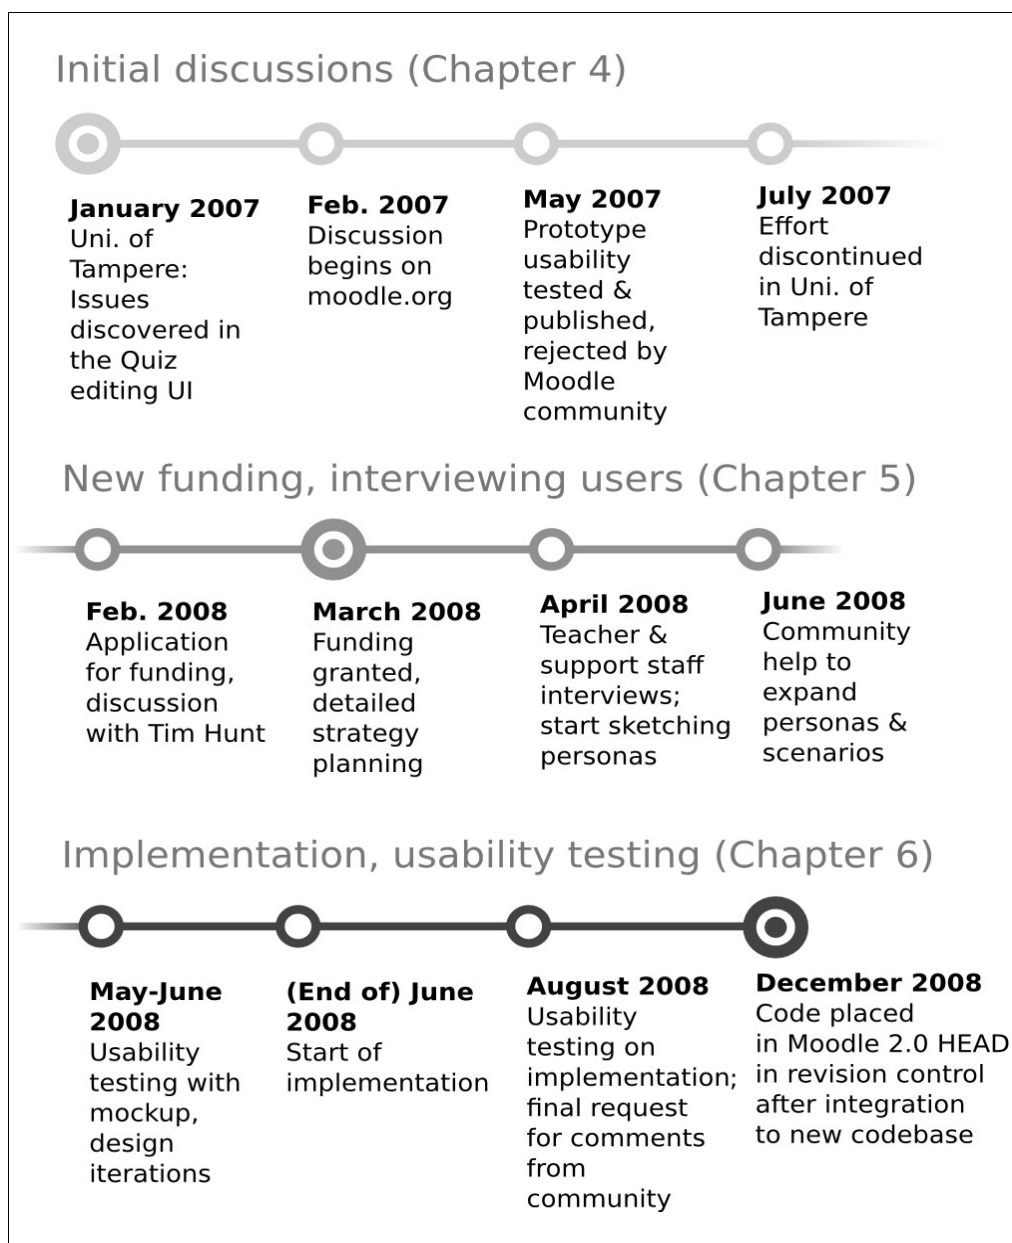 Initial discussions (Chapter 4)
January 2007
Uni. of
Tampere:
Issues
discovered in
the Quiz
editing UI
Feb. 2007
Discussion
begins on
moodle.org
May 2007
Prototype
usability
tested &
published,
rejected by
Moodle
community
July 2007
Effort
discontinued
in Uni. of
Tampere
New funding, interviewing users (Chapter 5)
Feb. 2008
Application
for funding,
discussion
with Tim Hunt
March 2008
Funding
granted,
detailed
strategy
planning
April 2008
Teacher &
support staff
interviews;
start sketching
personas
June 2008
Community
help to
expand
personas &
scenarios
Implementation, usability testing (Chapter 6)
May-June
2008
Usability
testing with
mockup,
design
iterations
(End of) June
2008
Start of
implementation
August 2008
Usability
testing on
implementation;
final request
for comments
from
community
December 2008
Code placed
in Moodle 2.0 HEAD
in revision control
after integration
to new codebase